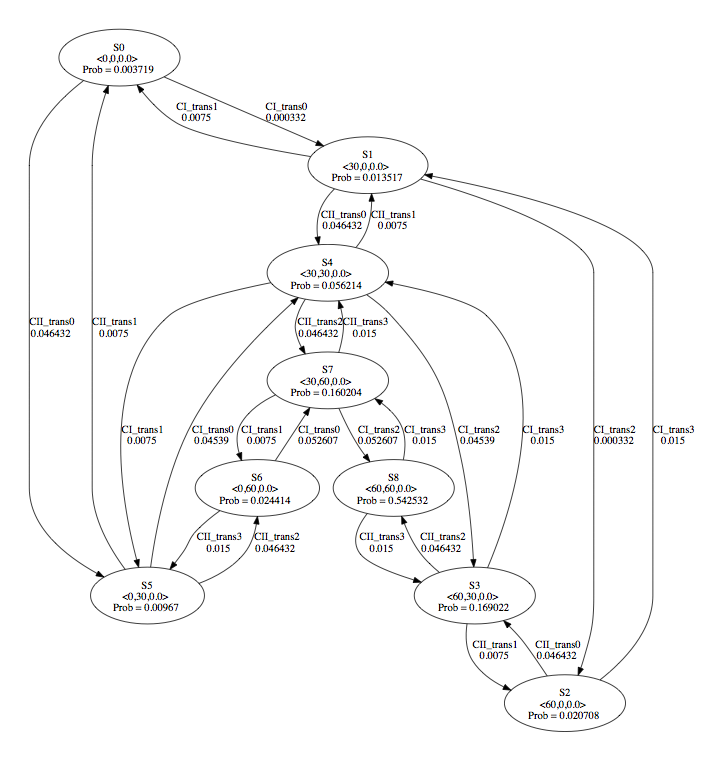 S0
<0,0,0.0>
Prob = 0.003719
CI_trans1
0.0075
CI_trans0
0.000332
S1
<30,0,0.0>
Prob = 0.013517
CII_trans0
0.046432
CII_trans1
0.0075
S4
<30,30,0.0>
Prob = 0.056214
CII_trans0
0.046432
CII_trans1
0.0075
CII_trans2
0.046432
CII_trans3
0.015
S7
<30,60,0.0>
Prob = 0.160204
CI_trans1
0.0075
CI_trans0
0.04539
CI_trans1
0.0075
CI_trans0
0.052607
CI_trans2
0.052607
CI_trans3
0.015
CI_trans2
0.04539
CI_trans3
0.015
CI_trans2
0.000332
CI_trans3
0.015
S6
<0,60,0.0>
Prob = 0.024414
S8
<60,60,0.0>
Prob = 0.542532
CII_trans3
0.015
CII_trans2
0.046432
CII_trans3
0.015
CII_trans2
0.046432
S5
<0,30,0.0>
Prob = 0.00967
S3
<60,30,0.0>
Prob = 0.169022
CII_trans1
0.0075
CII_trans0
0.046432
S2
<60,0,0.0>
Prob = 0.020708